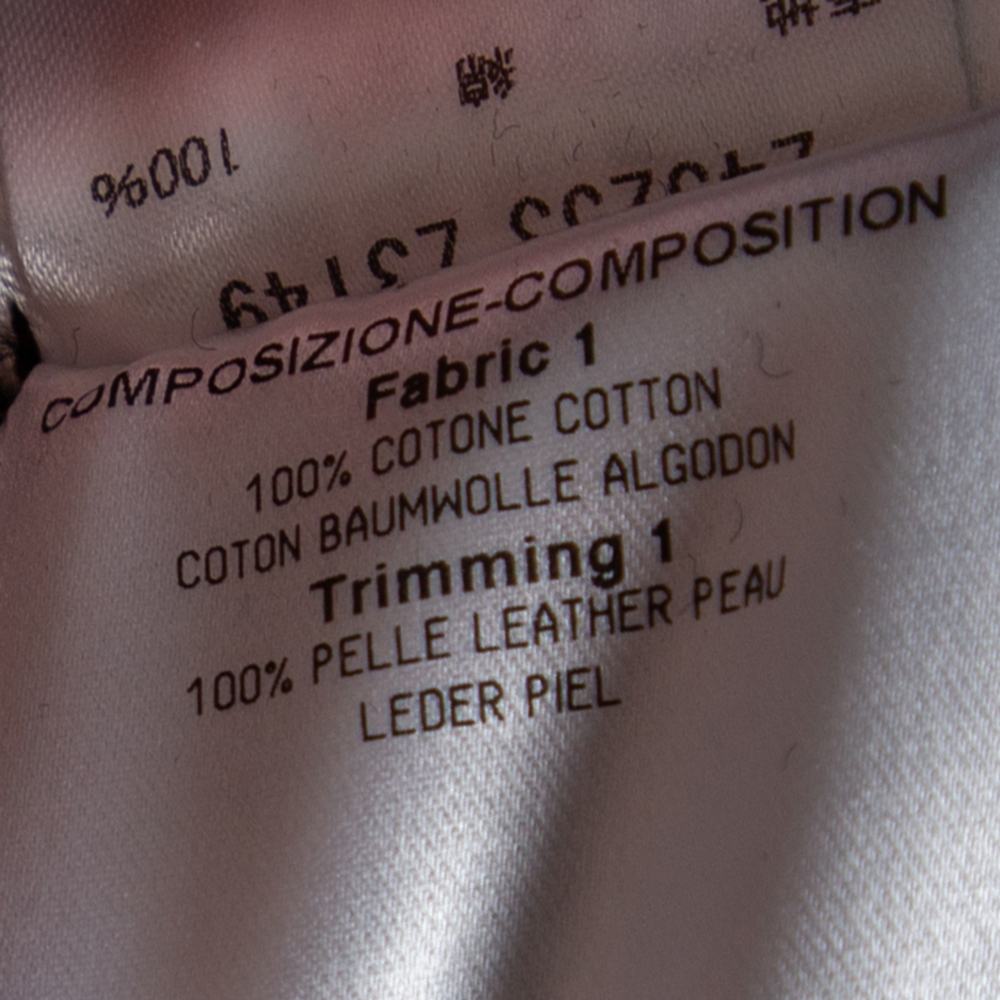 100%
棉
COMPOSIZIONE-COMPOSITION
Fabric 1
100% COTONE COTTON
COTON BAUMWOLLE ALGODON
Trimming 1
100% PELLE LEATHER PEAU
LEDER PIEL